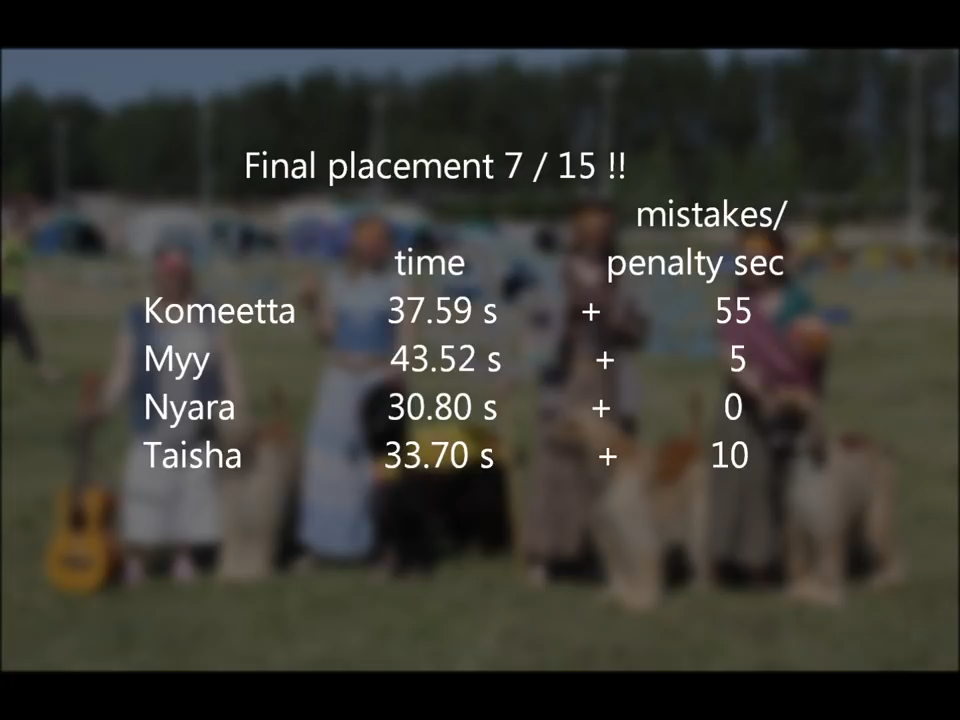 Final placement 7 / 15 !!
mistakes/
time penalty sec
Komeetta 37.59 s + 55
Myy 43.52 s + 5
Nyara 30.80 s + 0
Taisha 33.70 s + 10